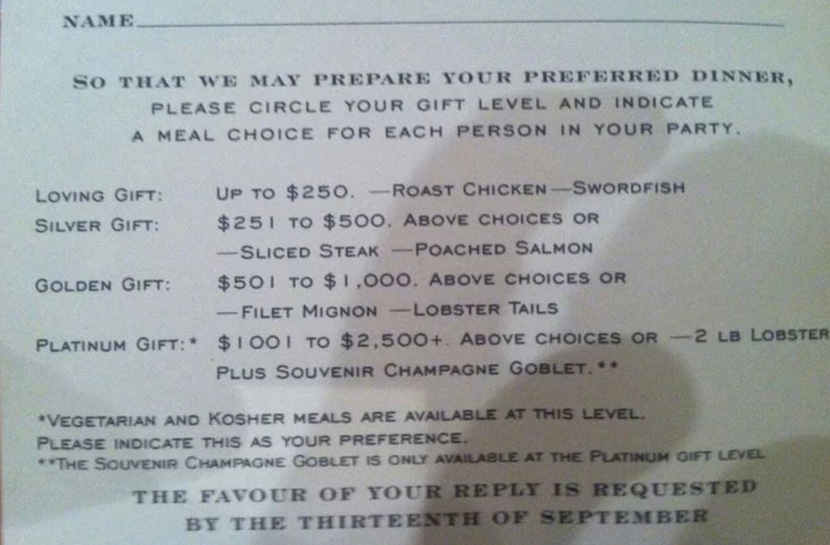 NAME
SO THAT WE MAY PREPARE YOUR PREFERRED DINNER,
PLEASE CIRCLE YOUR GIFT LEVEL AND INDICATE
A MEAL CHOICE FOR EACH PERSON IN YOUR PARTY.
LOVING GIFT: UP TO $250. —ROAST CHICKEN —SWORDFISH
SILVER GIFT: $251 TO $500. ABOVE CHOICES OR
—SLICED STEAK —POACHED SALMON
GOLDEN GIFT: $501 TO $1,000. ABOVE CHOICES OR
—FILET MIGNON —LOBSTER TAILS
PLATINUM GIFT:* $1001 TO $2,500+. ABOVE CHOICES OR —2 LB LOBSTER
PLUS SOUVENIR CHAMPAGNE GOBLET.**
*VEGETARIAN AND KOSHER MEALS ARE AVAILABLE AT THIS LEVEL.
PLEASE INDICATE THIS AS YOUR PREFERENCE.
**THE SOUVENIR CHAMPAGNE GOBLET IS ONLY AVAILABLE AT THE PLATINUM GIFT LEVEL
THE FAVOUR OF YOUR REPLY IS REQUESTED
BY THE THIRTEENTH OF SEPTEMBER